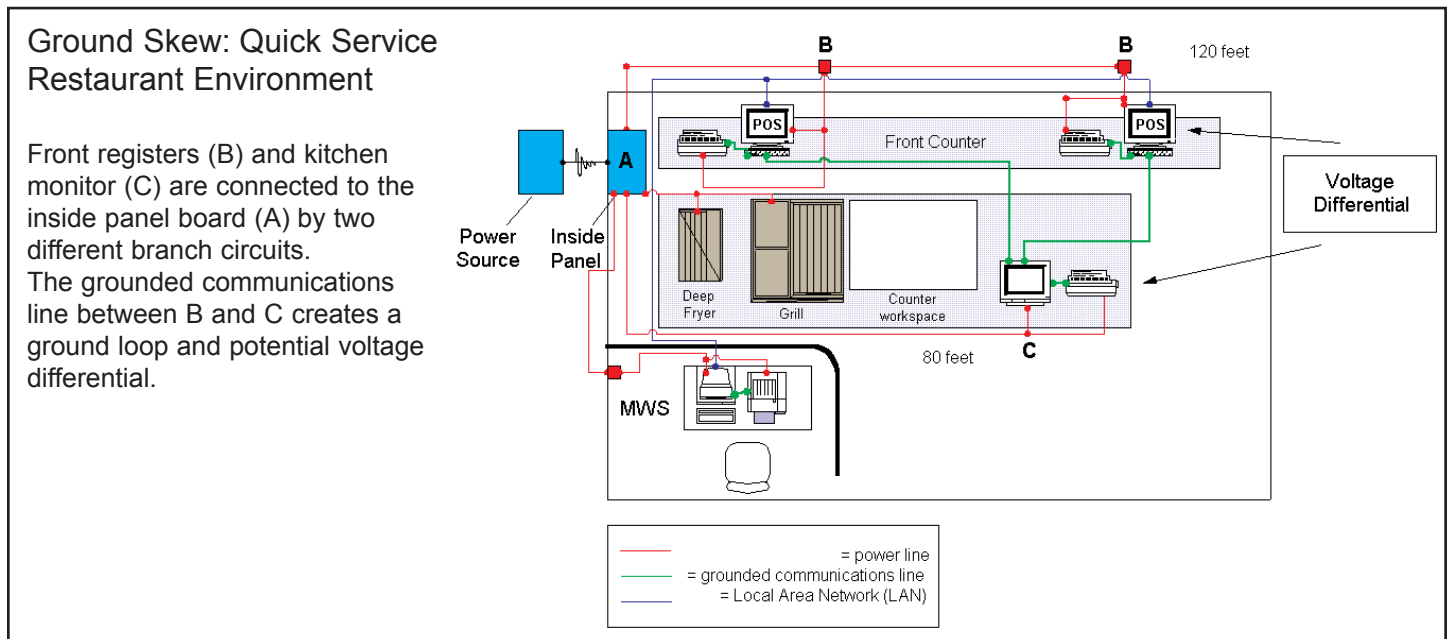 Ground Skew: Quick Service
Restaurant Environment
Front registers (B) and kitchen
monitor (C) are connected to the
inside panel board (A) by two
different branch circuits.
The grounded communications
line between B and C creates a
ground loop and potential voltage
differential.
B
B
120 feet
POS
POS
Front Counter
A
Voltage
Differential
Power
Source
Inside
Panel
Deep
Fryer
Grill
Counter
workspace
C
80 feet
MWS
= power line
= grounded communications line
= Local Area Network (LAN)